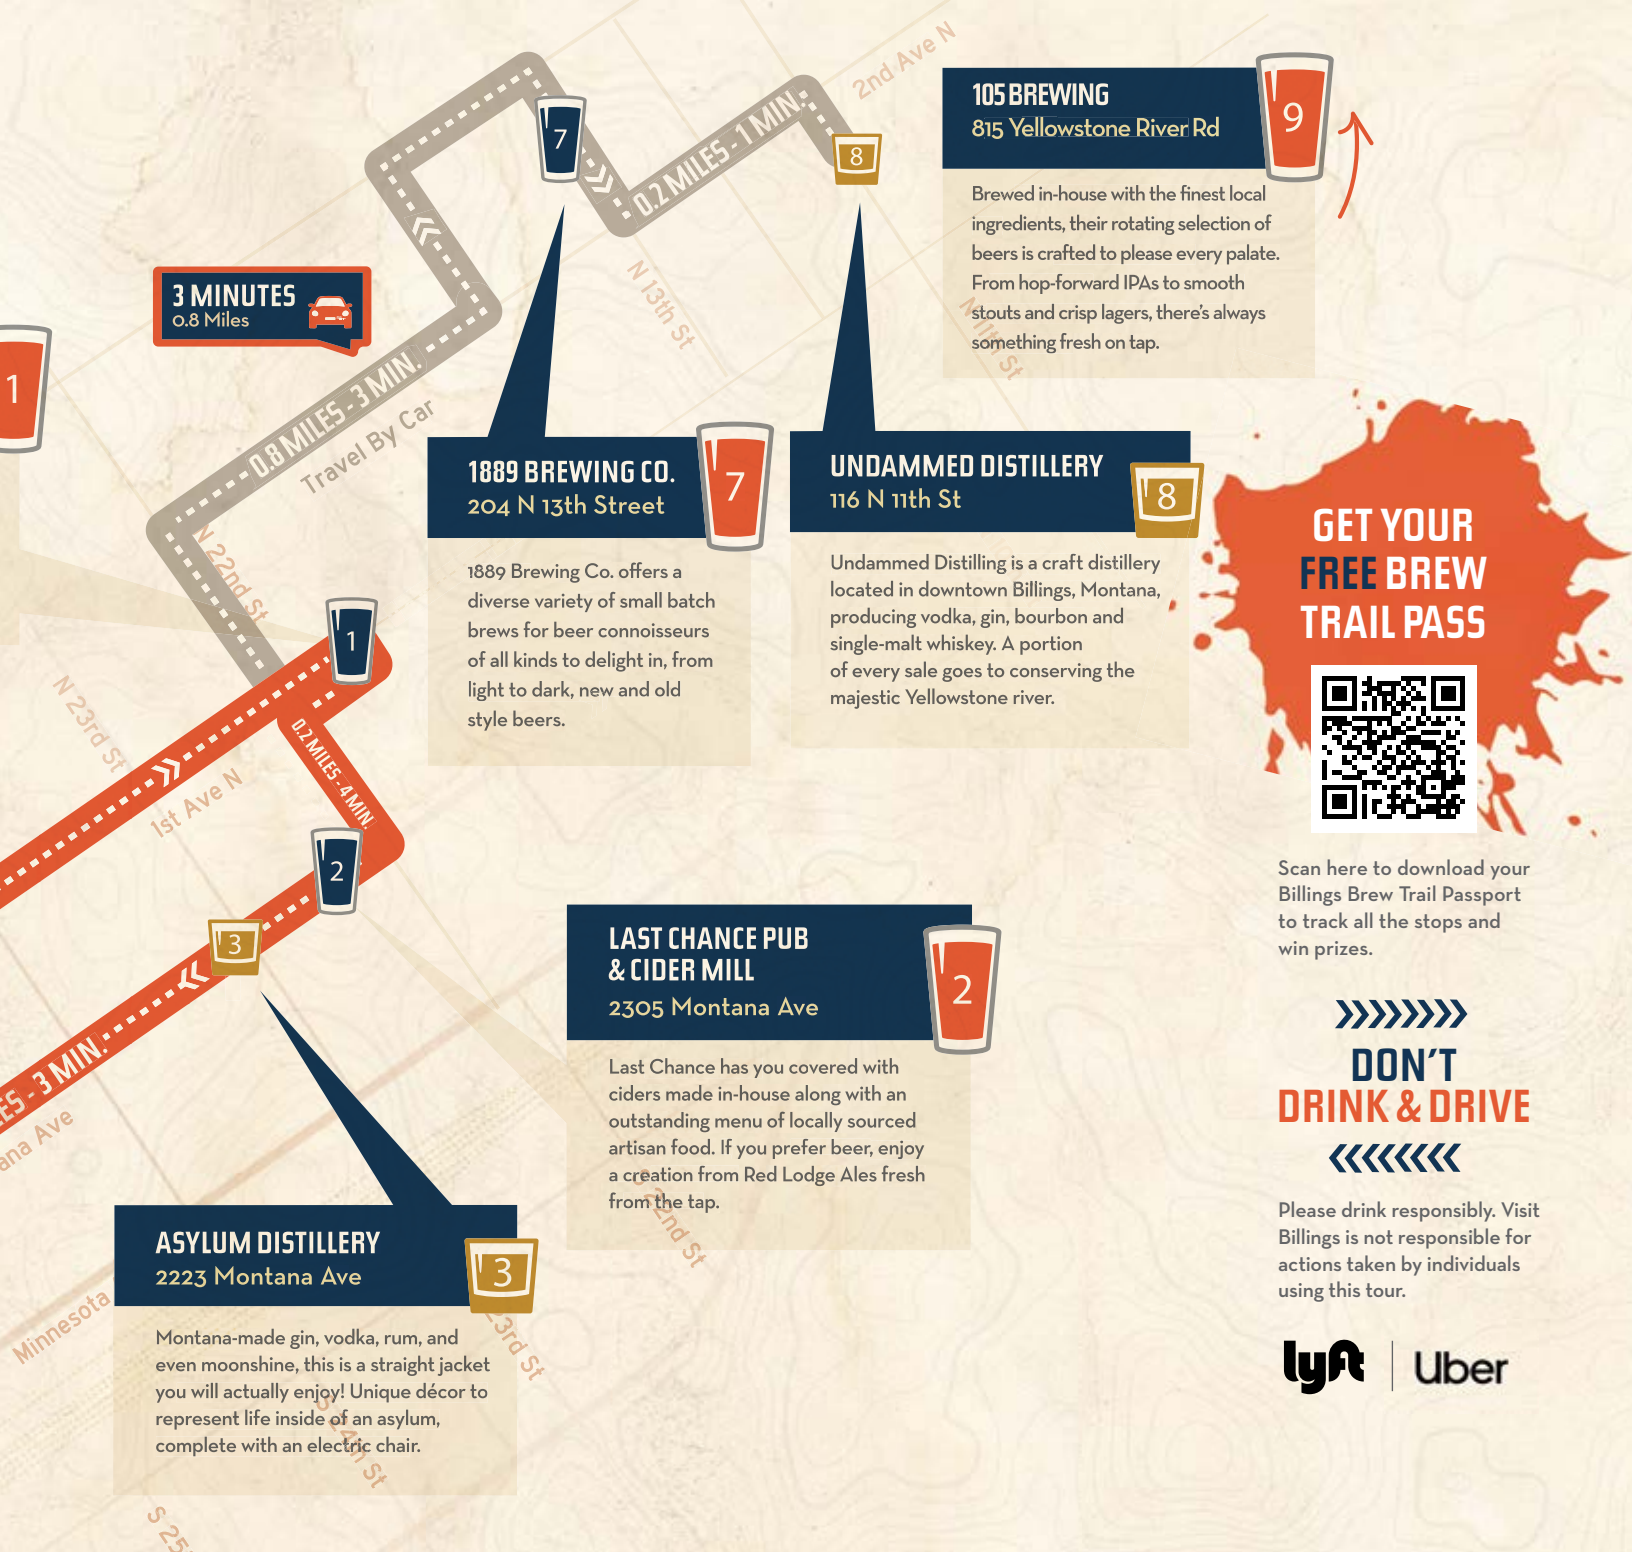 2nd Ave N
105 BREWING
815 Yellowstone River Rd
9
Brewed in-house with the finest local
ingredients, their rotating selection of
beers is crafted to please every palate.
From hop-forward IPAs to smooth
stouts and crisp lagers, there's always
something fresh on tap.
7
0.2 MILES - 1 MIN.
8
N 13th St
N 11th St
3 MINUTES
0.8 Miles
1
0.8 MILES - 3 MIN.
Travel By Car
1889 BREWING CO.
204 N 13th Street
7
1889 Brewing Co. offers a
diverse variety of small batch
brews for beer connoisseurs
of all kinds to delight in, from
light to dark, new and old
style beers.
UNDAMMED DISTILLERY
116 N 11th St
8
Undammed Distilling is a craft distillery
located in downtown Billings, Montana,
producing vodka, gin, bourbon and
single-malt whiskey. A portion
of every sale goes to conserving the
majestic Yellowstone river.
GET YOUR
FREE BREW
TRAIL PASS
Scan here to download your
Billings Brew Trail Passport
to track all the stops and
win prizes.
N 22nd St
1
N 23rd St
0.2 MILES - 4 MIN.
1st Ave N
2
3
ES - 3 MIN.
ana Ave
LAST CHANCE PUB
& CIDER MILL
2305 Montana Ave
2
Last Chance has you covered with
ciders made in-house along with an
outstanding menu of locally sourced
artisan food. If you prefer beer, enjoy
a creation from Red Lodge Ales fresh
from the tap.
S 22nd St
DON'T
DRINK & DRIVE
Please drink responsibly. Visit
Billings is not responsible for
actions taken by individuals
using this tour.
lyft
Uber
ASYLUM DISTILLERY
2223 Montana Ave
3
Minnesota
Montana-made gin, vodka, rum, and
even moonshine, this is a straight jacket
you will actually enjoy! Unique décor to
represent life inside of an asylum,
complete with an electric chair.
23rd St
S 24th St
S 25